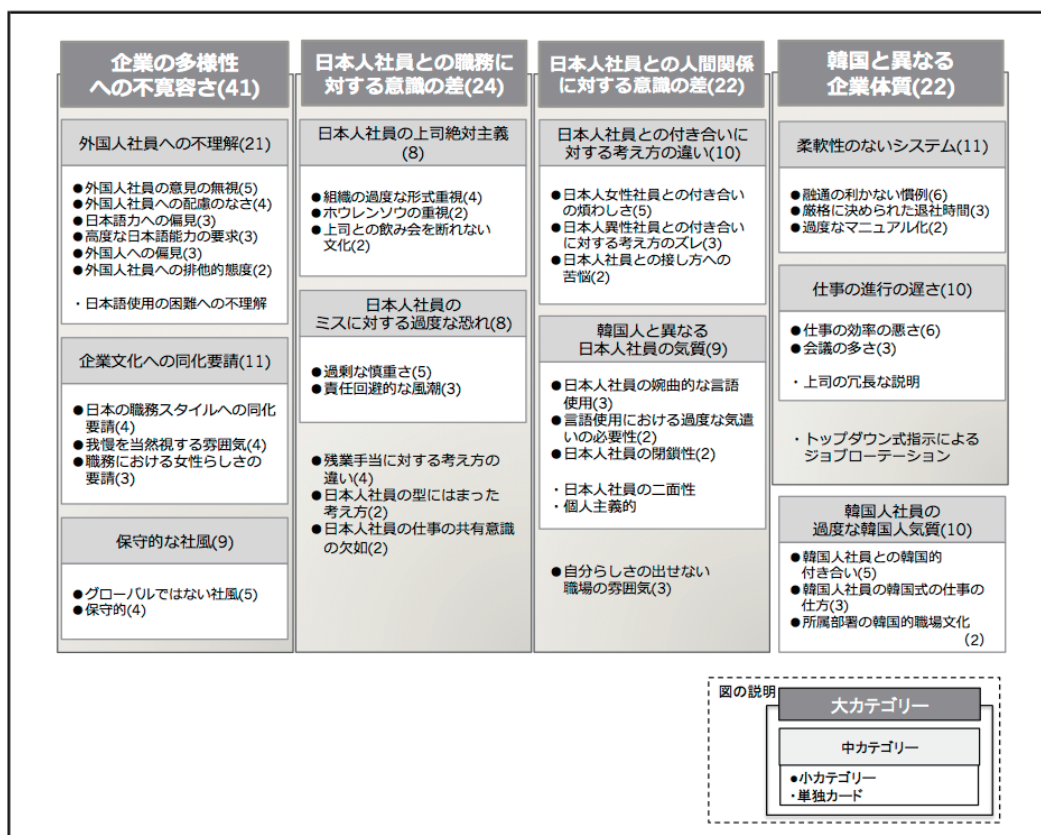 企業の多様性
への不寛容さ(41)
外国人社員への不理解(21)
●外国人社員の意見の無視(5)
●外国人社員への配慮のなさ(4)
●日本語力への偏見(3)
●高度な日本語能力の要求(3)
●外国人への偏見(3)
●外国人社員への排他的態度(2)
・日本語使用の困難への不理解
企業文化への同化要請(11)
●日本の職務スタイルへの同化
要請(4)
●我慢を当然視する雰囲気(4)
●職務における女性らしさの
要請(3)
保守的な社風(9)
●グローバルではない社風(5)
●保守的(4)
日本人社員との職務に
対する意識の差(24)
日本人社員の上司絶対主義
(8)
●組織の過度な形式重視(4)
●ホウレンソウの重視(2)
●上司との飲み会を断れない
文化(2)
日本人社員の
ミスに対する過度な恐れ(8)
●過剰な慎重さ(5)
●責任回避的な風潮(3)
●残業手当に対する考え方の
違い(4)
●日本人社員の型にはまった
考え方(2)
●日本人社員の仕事の共有意識
の欠如(2)
日本人社員との人間関係
に対する意識の差(22)
日本人社員との付き合いに
対する考え方の違い(10)
●日本人女性社員との付き合い
の煩わしさ(5)
●日本人異性社員との付き合い
に対する考え方のズレ(3)
●日本人社員との接し方への
苦悩(2)
韓国人と異なる
日本人社員の気質(9)
●日本人社員の婉曲的な言語
使用(3)
●言語使用における過度な気遣
いの必要性(2)
●日本人社員の閉鎖性(2)
・日本人社員の二面性
・個人主義的
●自分らしさの出せない
職場の雰囲気(3)
韓国と異なる
企業体質(22)
柔軟性のないシステム(11)
●融通の利かない慣例(6)
●厳格に決められた退社時間(3)
●過度なマニュアル化(2)
仕事の進行の遅さ(10)
●仕事の効率の悪さ(6)
●会議の多さ(3)
・上司の冗長な説明
・トップダウン式指示による
ジョブローテーション
韓国人社員の
過度な韓国人気質(10)
●韓国人社員との韓国的
付き合い(5)
●韓国人社員の韓国式の仕事の
仕方(3)
●所属部署の韓国的職場文化
(2)
図の説明
大カテゴリー
中カテゴリー
●小カテゴリー
・単独カード